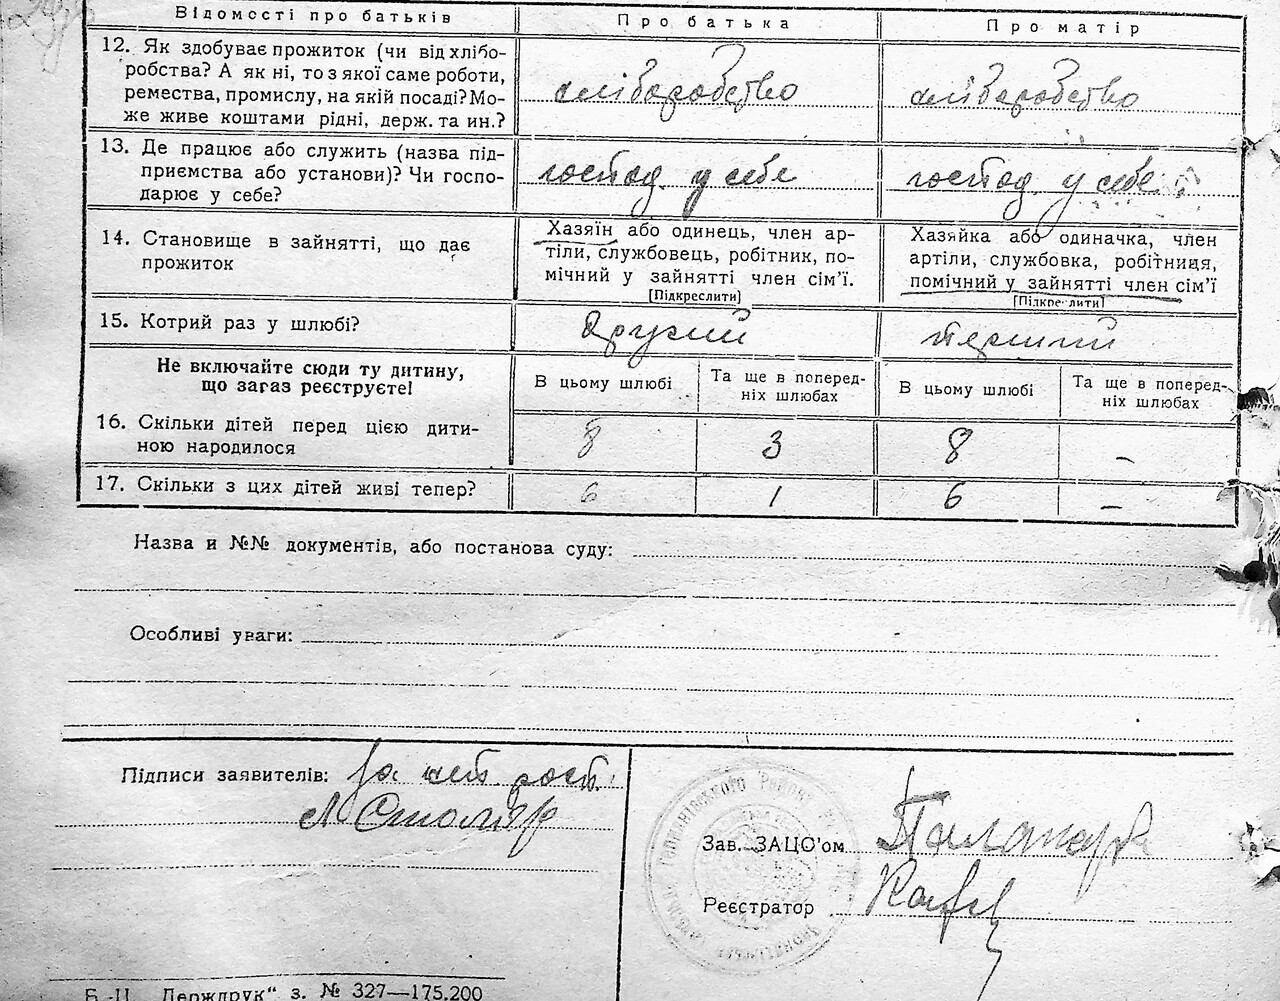 Відомості про батьків Про батька Про матір
12. Як здобуває прожиток (чи від хлібо-
робства? А як ні, то з якої саме роботи,
ремества, промислу, на якій посаді? Мо-
же живе коштами рідні, держ. та ин.?
хліборобство хліборобство
13. Де працює або служить (назва під-
приємства або установи)? Чи госпо-
дарює у себе?
господ. у себе господ. у себе
14. Становище в зайнятті, що дає
прожиток
Хазяїн або одинець, член ар-
тіли, службовець, робітник, по-
мічний у зайнятті член сім'ї.
[Підкреслити]
Хазяйка або одиначка, член
артіли, службовка, робітниця,
помічний у зайнятті член сім'ї
[Підкреслити]
15. Котрий раз у шлюбі? Другий перший
Не включайте сюди ту дитину,
що загаз реєструєте!
В цьому шлюбі Та ще в поперед-
ніх шлюбах В цьому шлюбі Та ще в поперед-
ніх шлюбах
16. Скільки дітей перед цією дити-
ною народилося 8 3 8 –
17. Скільки з цих дітей живі тепер? 6 1 6 –
Назва и №№ документів, або постанова суду:
Особливі уваги:
Підписи заявителів: За
Столяр
Зав. ЗАЦС'ом
Реєстратор
Держдрук" з. № 327—175.200